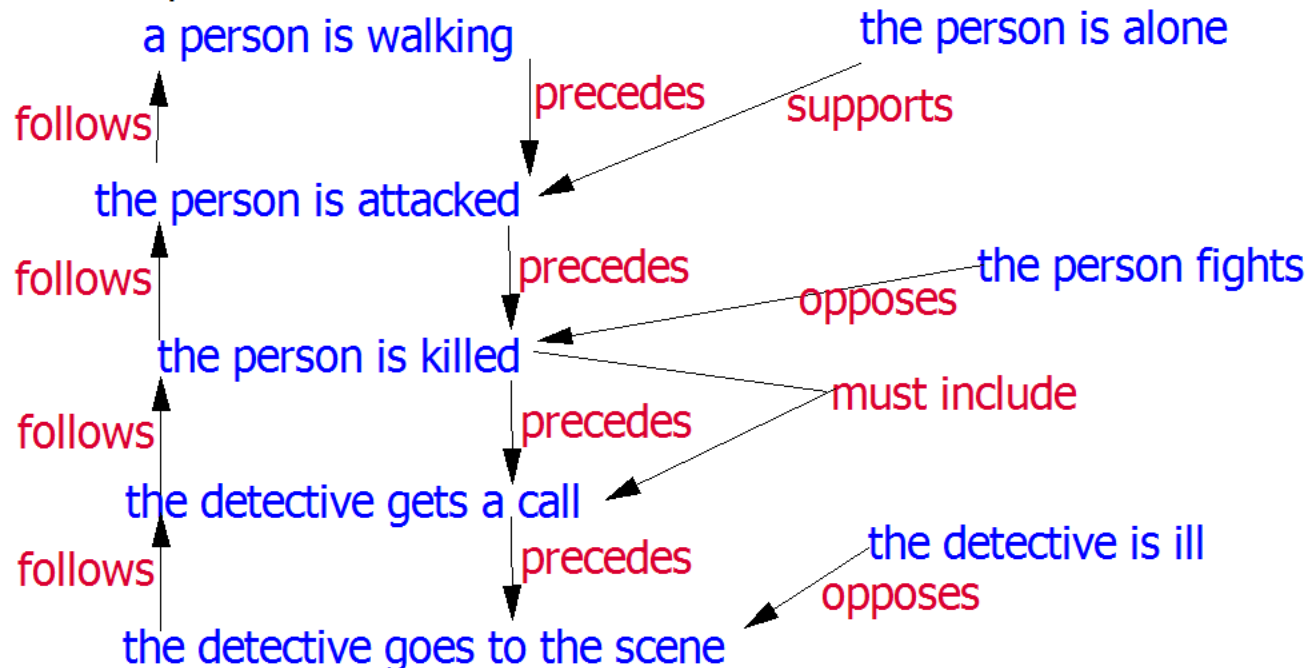 a person is walking
the person is alone
precedes
supports
follows
the person is attacked
precedes
the person fights
follows
opposes
the person is killed
must include
precedes
follows
the detective gets a call
the detective is ill
precedes
follows
opposes
the detective goes to the scene